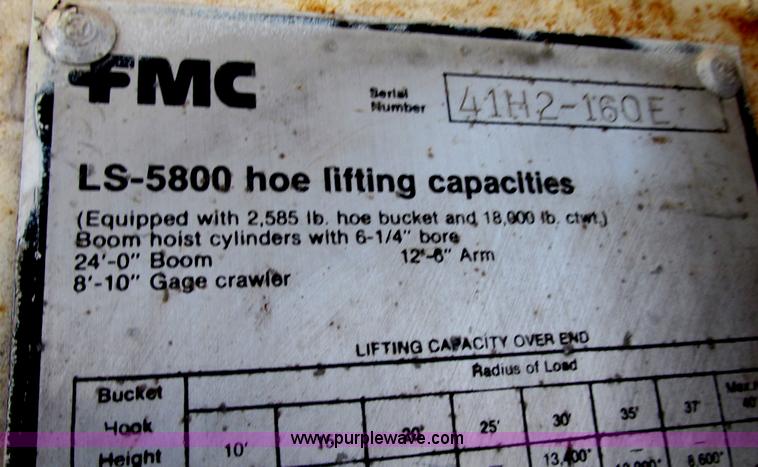 FMC
Serial
Number
41H2-160E
LS-5800 hoe lifting capacities
(Equipped with 2,585 lb. hoe bucket and 18,000 lb. ctwt.)
Boom hoist cylinders with 6-1/4" bore
24'-0" Boom 12'-6" Arm
8'-10" Gage crawler
LIFTING CAPACITY OVER END
Bucket Radius of Load
Hook
Height 10' 15' 20' 25' 30' 35' 37'
13,400* 8,600*
www.purplewave.com